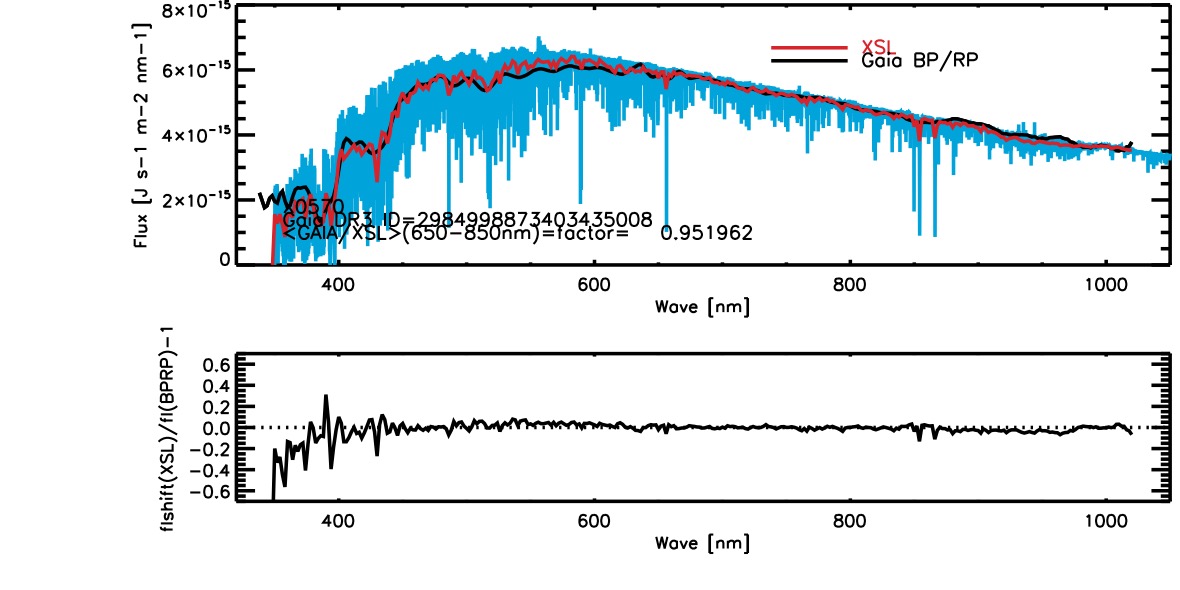 8×10⁻¹⁵
6×10⁻¹⁵
4×10⁻¹⁵
2×10⁻¹⁵
0
Flux [J s−1 m−2 nm−1]
XSL
Gaia BP/RP
X0570
Gaia DR3 ID=2984998873403435008
<GAIA/XSL>(650−850nm)=factor= 0.951962
400 600 800 1000
Wave [nm]
flshift(XSL)/fl(BPRP)−1
0.6
0.4
0.2
0.0
−0.2
−0.4
−0.6
400 600 800 1000
Wave [nm]